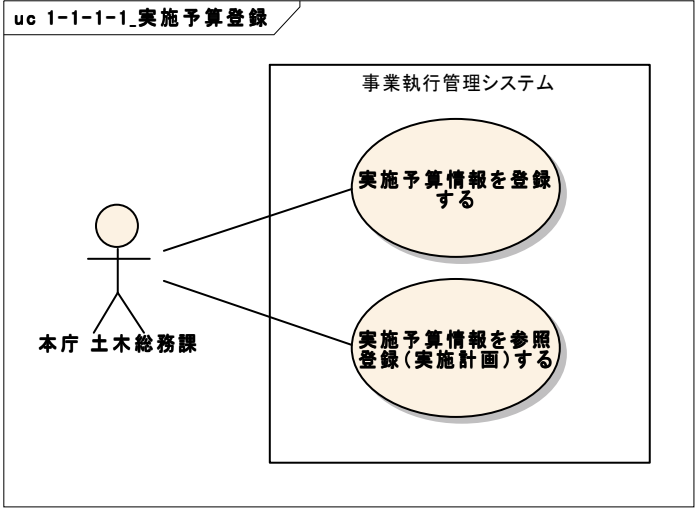 uc 1-1-1-1_実施予算登録
事業執行管理システム
実施予算情報を登録
する
本庁 土木総務課
実施予算情報を参照
登録(実施計画)する